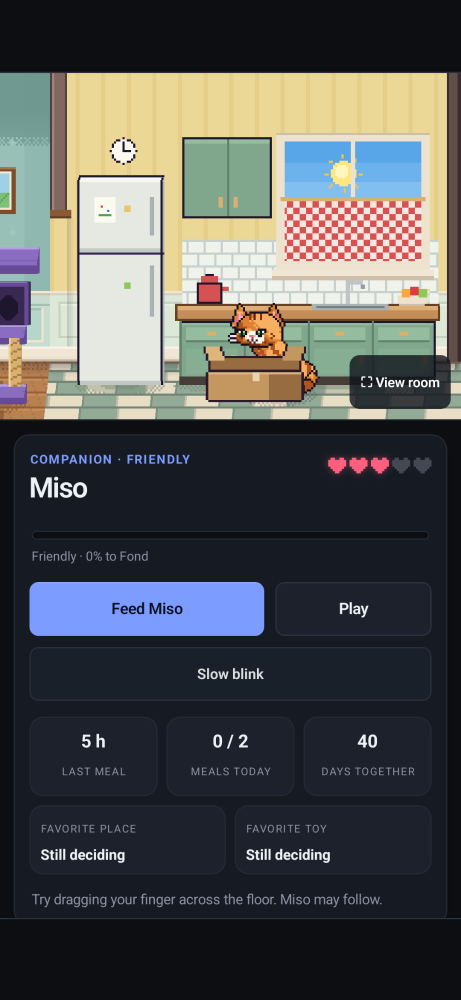 View room
COMPANION · FRIENDLY
Miso
Friendly · 0% to Fond
Feed Miso
Play
Slow blink
5 h
LAST MEAL
0 / 2
MEALS TODAY
40
DAYS TOGETHER
FAVORITE PLACE
Still deciding
FAVORITE TOY
Still deciding
Try dragging your finger across the floor. Miso may follow.